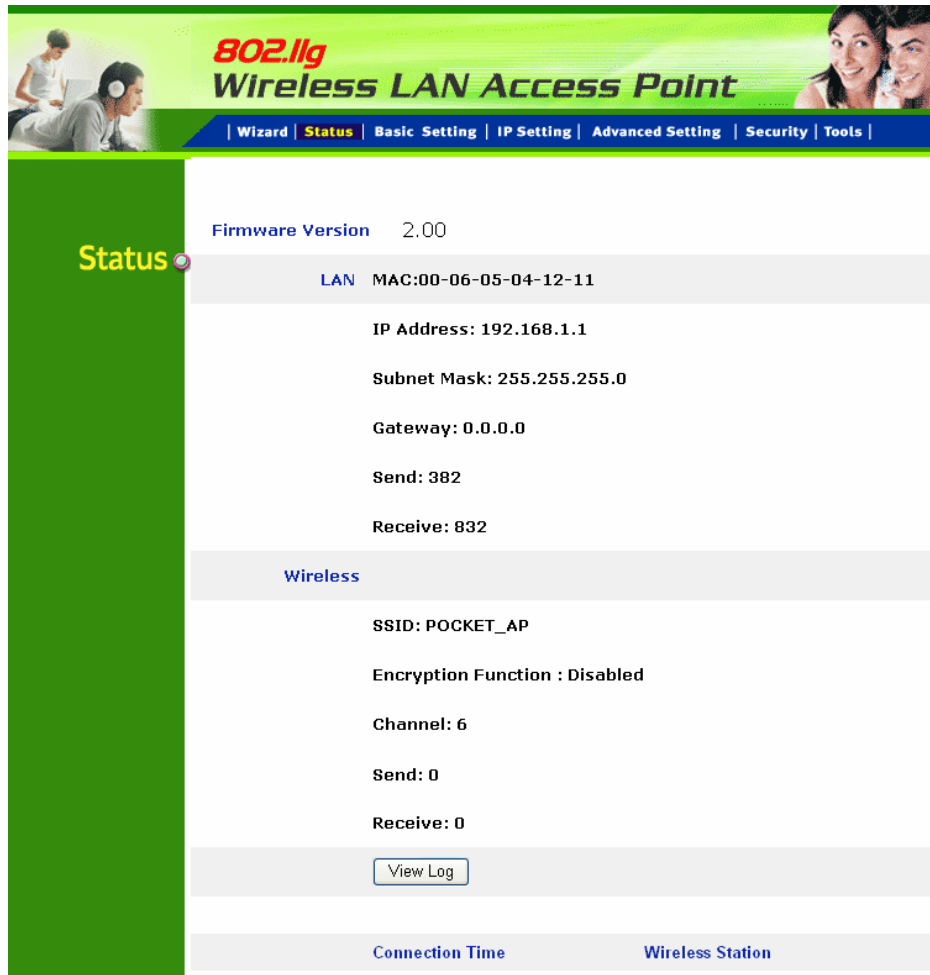 802.11g
Wireless LAN Access Point
| Wizard | Status | Basic Setting | IP Setting | Advanced Setting | Security | Tools |
Status
Firmware Version 2.00
LAN MAC:00-06-05-04-12-11
IP Address: 192.168.1.1
Subnet Mask: 255.255.255.0
Gateway: 0.0.0.0
Send: 382
Receive: 832
Wireless
SSID: POCKET_AP
Encryption Function : Disabled
Channel: 6
Send: 0
Receive: 0
View Log
Connection Time Wireless Station